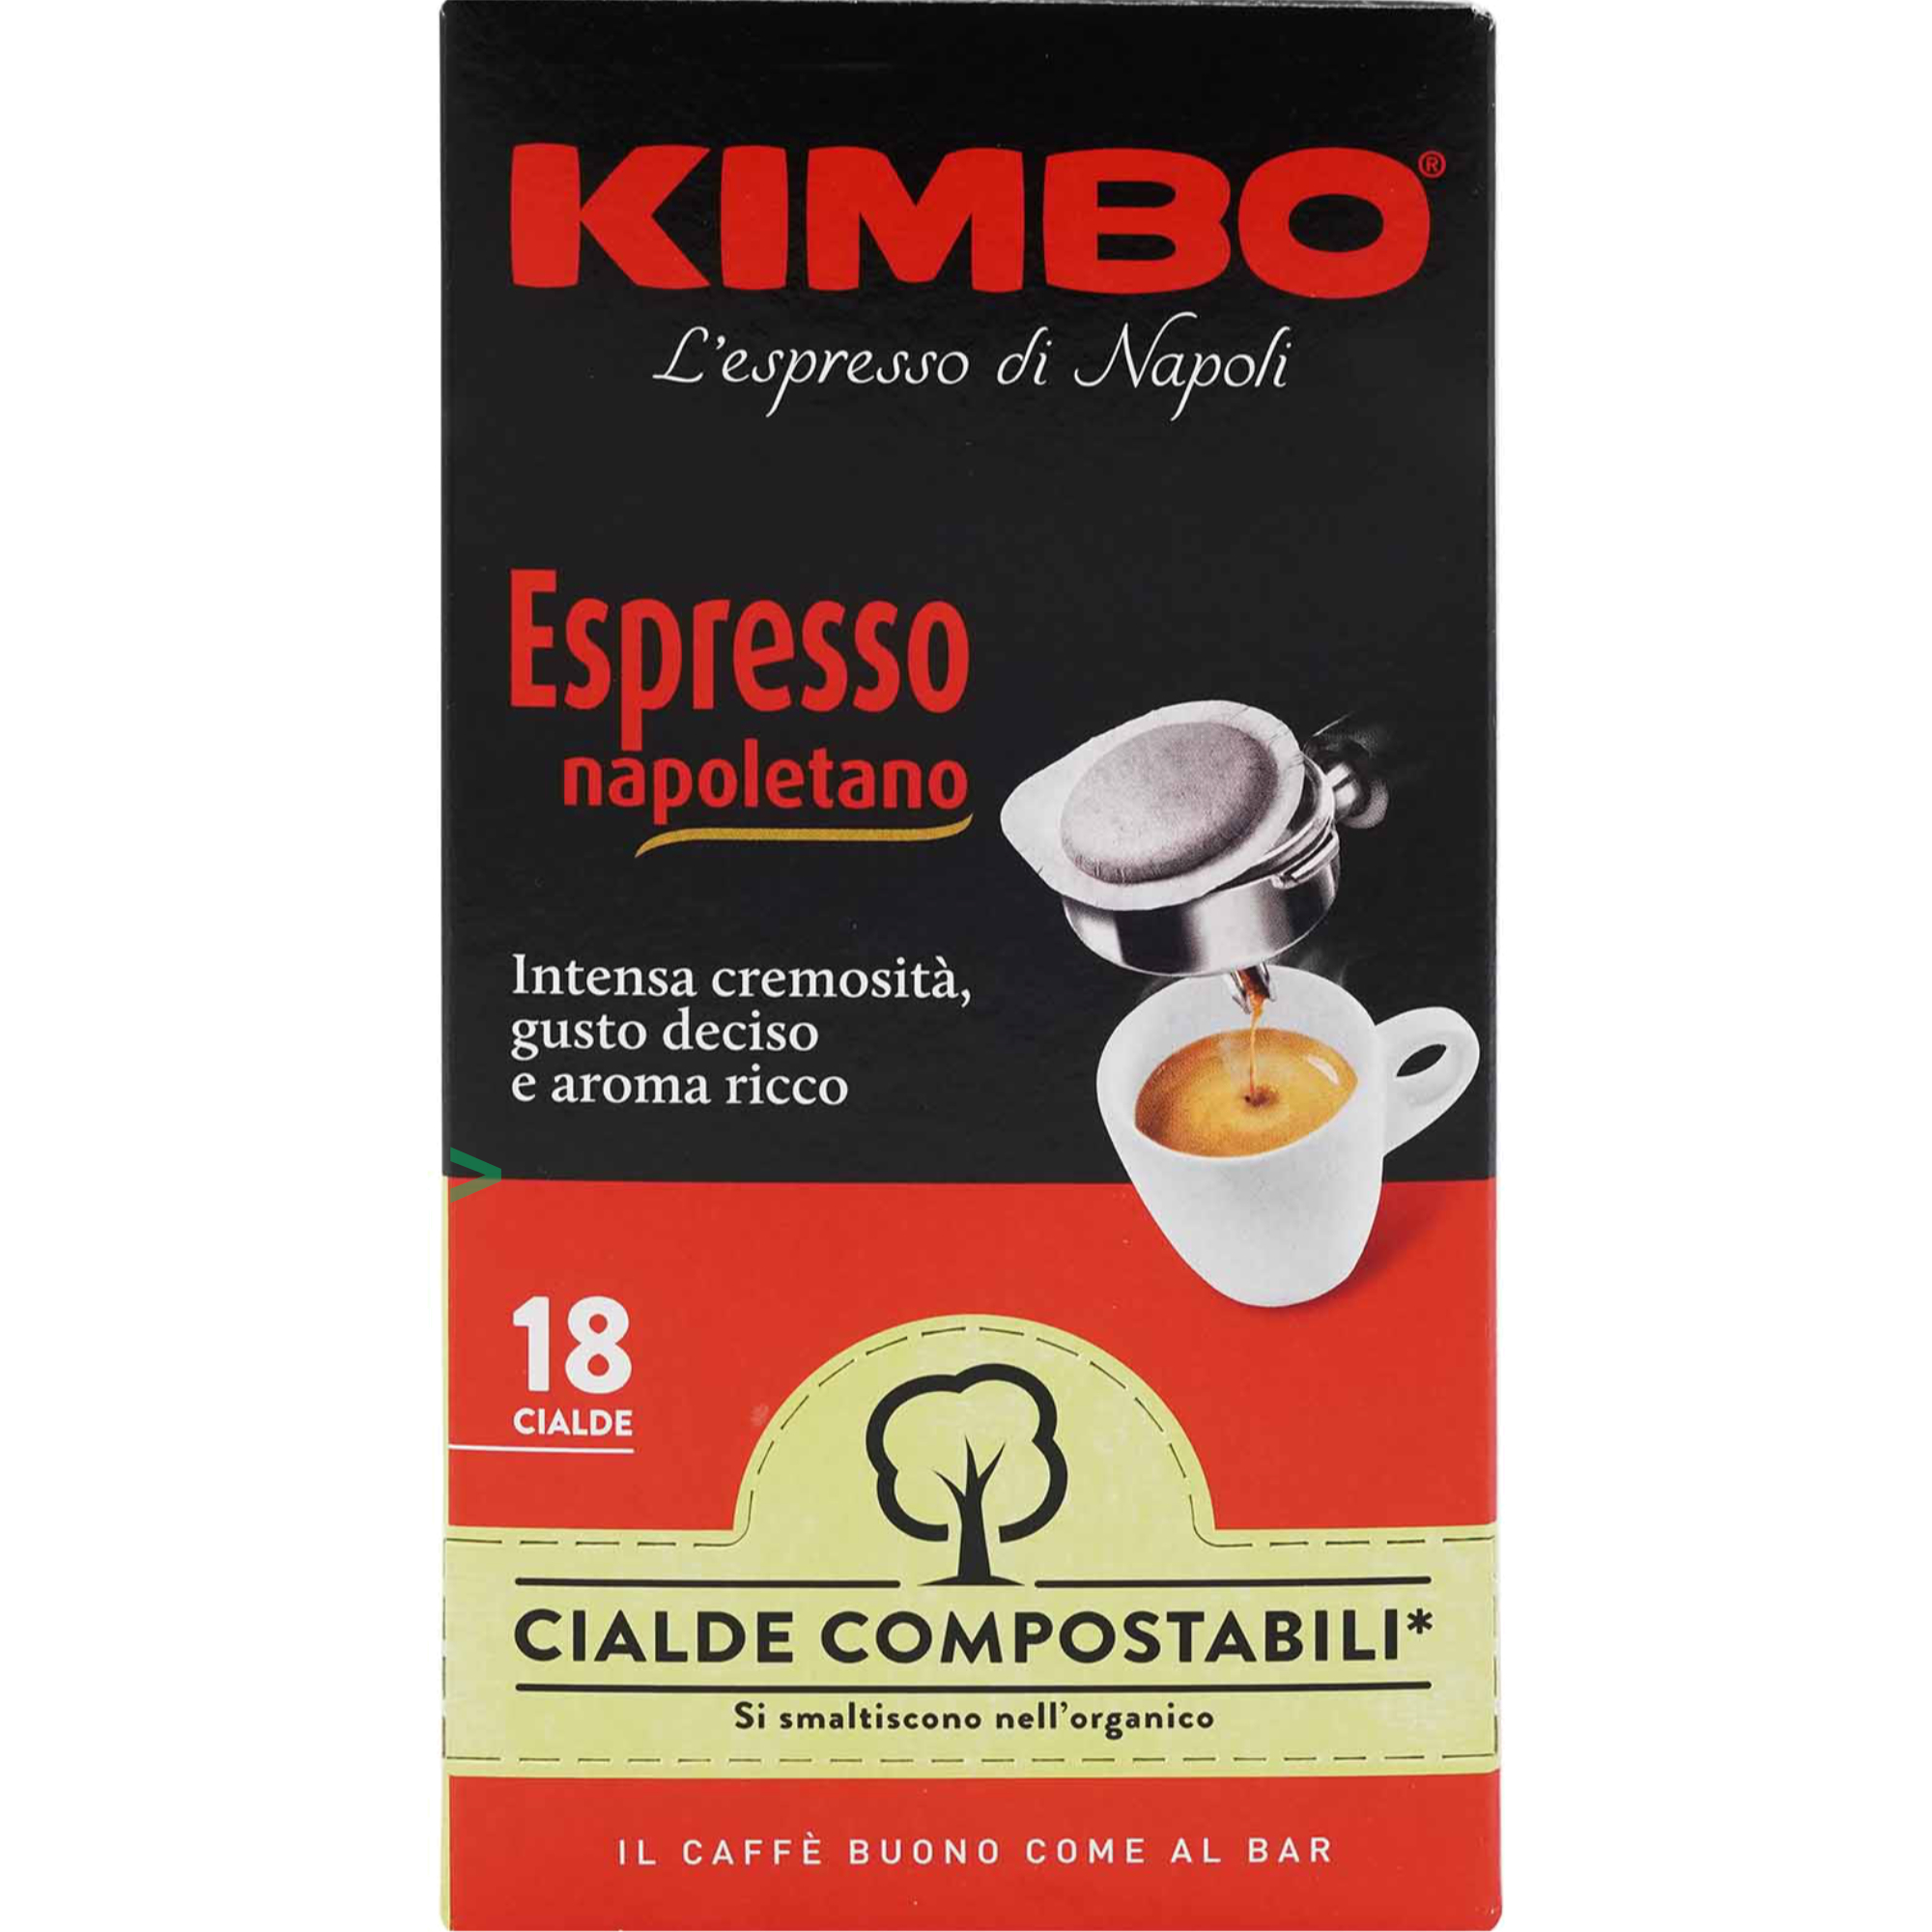 KIMBO®
L'espresso di Napoli
Espresso
napoletano
Intensa cremosità,
gusto deciso
e aroma ricco
18
CIALDE
CIALDE COMPOSTABILI*
Si smaltiscono nell'organico
IL CAFFÈ BUONO COME AL BAR